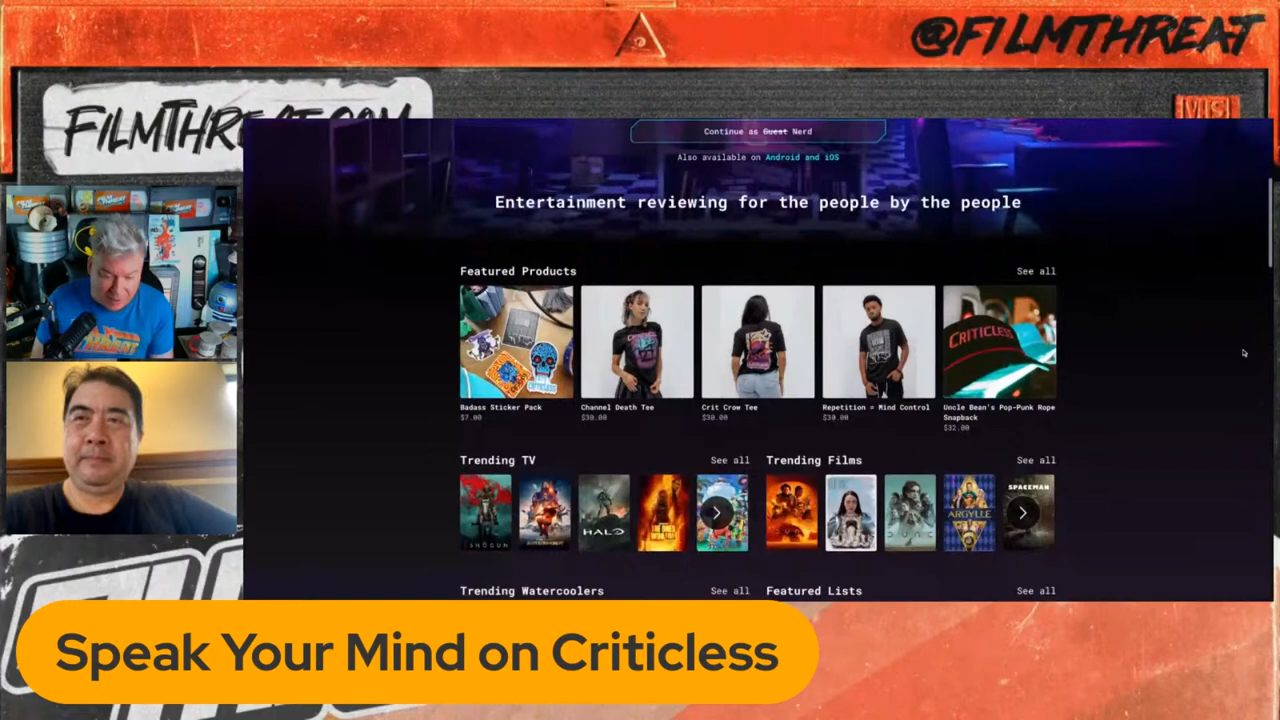 @FILMTHREAT
FILMTHREAT.COM
Continue as Guest Nerd
Also available on Android and iOS
Entertainment reviewing for the people by the people
Featured Products
See all
CRITICLESS
Badass Sticker Pack
$7.00
Channel Death Tee
$30.00
Crit Crow Tee
$30.00
Repetition = Mind Control
$30.00
Uncle Bean's Pop-Punk Rope
Snapback
$32.00
Trending TV
See all
Trending Films
See all
SHŌGUN
HALO
DUNE
ARGYLLE
SPACEMAN
Trending Watercoolers
See all
Featured Lists
See all
Speak Your Mind on Criticless